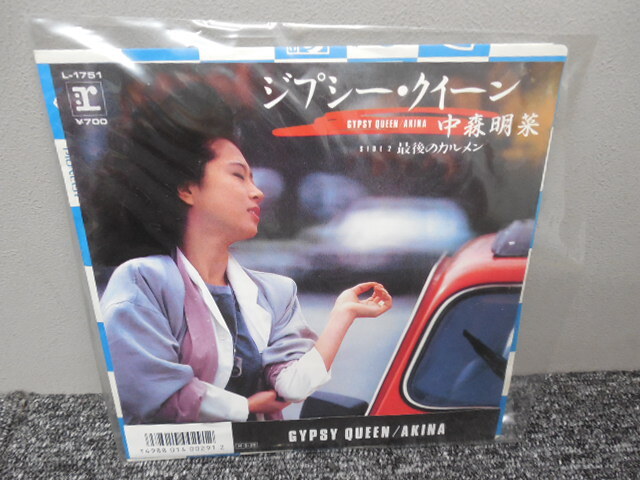 L-1751
r
¥700
ジプシー・クイーン
GYPSY QUEEN/AKINA 中森明菜
SIDE 2 最後のカルメン
GYPSY QUEEN/AKINA